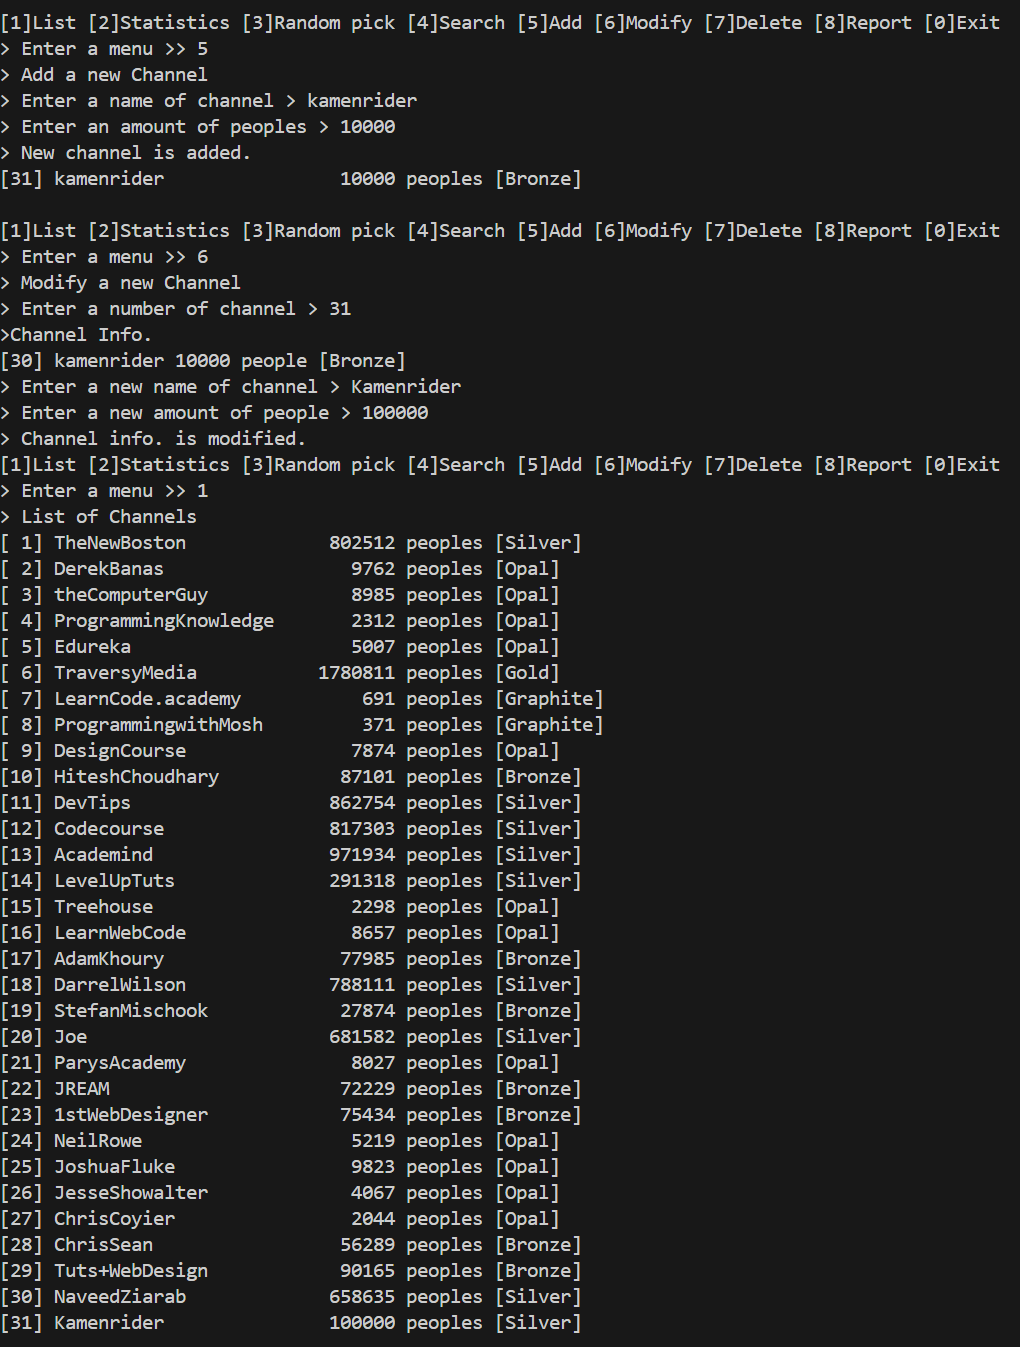 [1]List [2]Statistics [3]Random pick [4]Search [5]Add [6]Modify [7]Delete [8]Report [0]Exit
> Enter a menu >> 5
> Add a new Channel
> Enter a name of channel > kamenrider
> Enter an amount of peoples > 10000
> New channel is added.
[31] kamenrider                10000 peoples [Bronze]

[1]List [2]Statistics [3]Random pick [4]Search [5]Add [6]Modify [7]Delete [8]Report [0]Exit
> Enter a menu >> 6
> Modify a new Channel
> Enter a number of channel > 31
>Channel Info.
[30] kamenrider 10000 people [Bronze]
> Enter a new name of channel > Kamenrider
> Enter a new amount of people > 100000
> Channel info. is modified.
[1]List [2]Statistics [3]Random pick [4]Search [5]Add [6]Modify [7]Delete [8]Report [0]Exit
> Enter a menu >> 1
> List of Channels
[ 1] TheNewBoston             802512 peoples [Silver]
[ 2] DerekBanas                 9762 peoples [Opal]
[ 3] theComputerGuy             8985 peoples [Opal]
[ 4] ProgrammingKnowledge       2312 peoples [Opal]
[ 5] Edureka                    5007 peoples [Opal]
[ 6] TraversyMedia           1780811 peoples [Gold]
[ 7] LearnCode.academy           691 peoples [Graphite]
[ 8] ProgrammingwithMosh         371 peoples [Graphite]
[ 9] DesignCourse               7874 peoples [Opal]
[10] HiteshChoudhary           87101 peoples [Bronze]
[11] DevTips                  862754 peoples [Silver]
[12] Codecourse               817303 peoples [Silver]
[13] Academind                971934 peoples [Silver]
[14] LevelUpTuts              291318 peoples [Silver]
[15] Treehouse                  2298 peoples [Opal]
[16] LearnWebCode               8657 peoples [Opal]
[17] AdamKhoury                77985 peoples [Bronze]
[18] DarrelWilson             788111 peoples [Silver]
[19] StefanMischook            27874 peoples [Bronze]
[20] Joe                      681582 peoples [Silver]
[21] ParysAcademy               8027 peoples [Opal]
[22] JREAM                     72229 peoples [Bronze]
[23] 1stWebDesigner            75434 peoples [Bronze]
[24] NeilRowe                   5219 peoples [Opal]
[25] JoshuaFluke                9823 peoples [Opal]
[26] JesseShowalter             4067 peoples [Opal]
[27] ChrisCoyier                2044 peoples [Opal]
[28] ChrisSean                 56289 peoples [Bronze]
[29] Tuts+WebDesign            90165 peoples [Bronze]
[30] NaveedZiarab             658635 peoples [Silver]
[31] Kamenrider               100000 peoples [Silver]